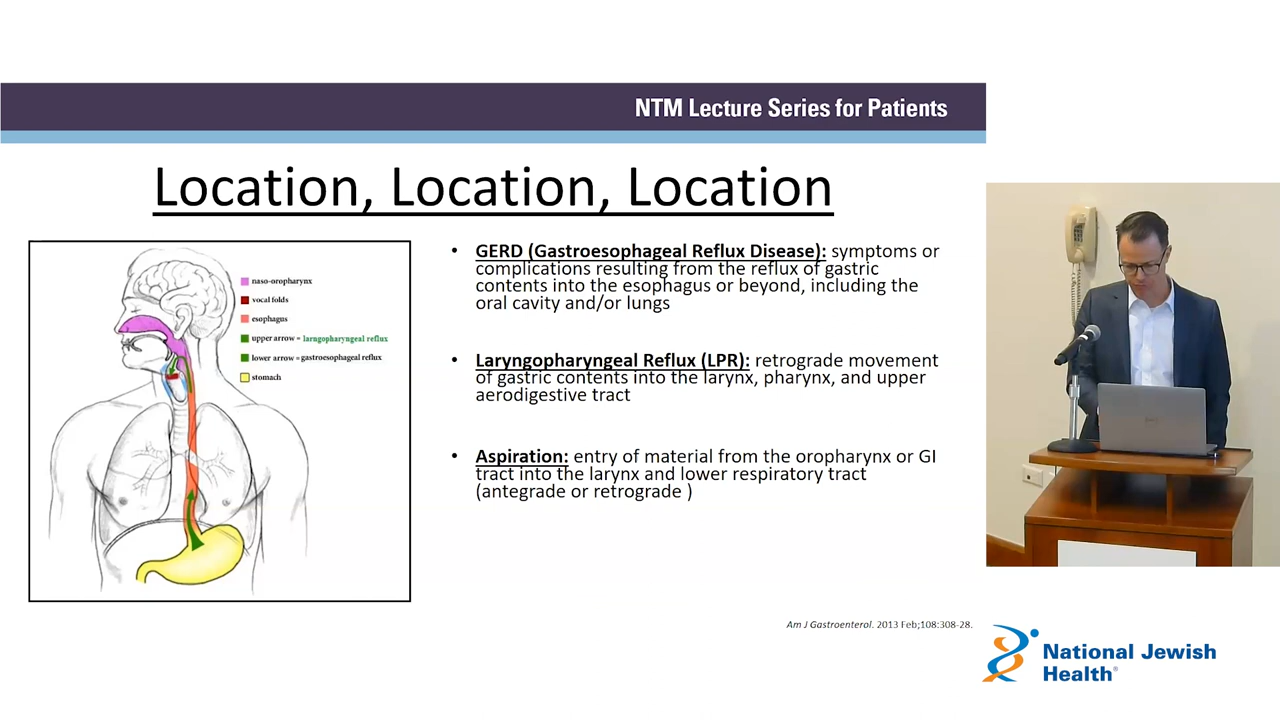 NTM Lecture Series for Patients
Location, Location, Location
naso-oropharynx
vocal folds
esophagus
upper arrow = laryngopharyngeal reflux
lower arrow = gastroesophageal reflux
stomach
• GERD (Gastroesophageal Reflux Disease): symptoms or
complications resulting from the reflux of gastric
contents into the esophagus or beyond, including the
oral cavity and/or lungs
• Laryngopharyngeal Reflux (LPR): retrograde movement
of gastric contents into the larynx, pharynx, and upper
aerodigestive tract
• Aspiration: entry of material from the oropharynx or GI
tract into the larynx and lower respiratory tract
(antegrade or retrograde )
Am J Gastroenterol. 2013 Feb;108:308-28.
National Jewish
Health®